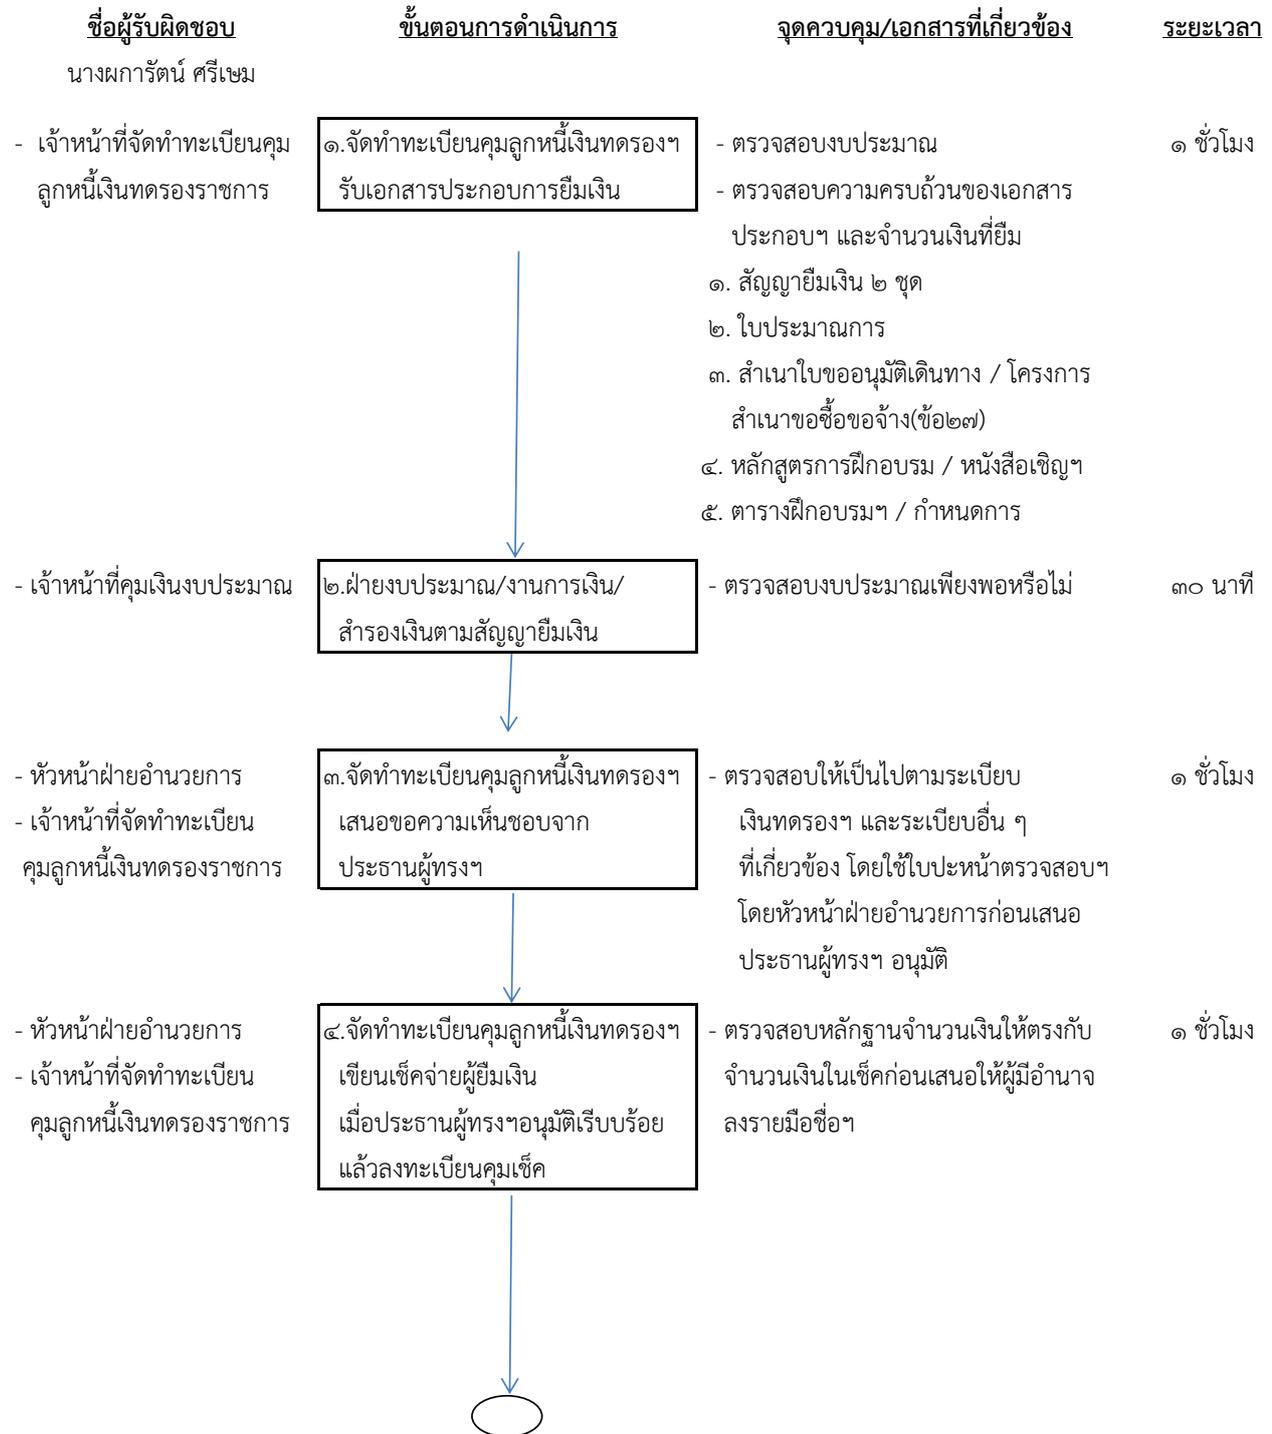 ชื่อผู้รับผิดชอบ ขั้นตอนการดำเนินการ จุดควบคุม/เอกสารที่เกี่ยวข้อง ระยะเวลา
นางผการัตน์ ศรีเษม
- เจ้าหน้าที่จัดทำทะเบียนคุม ๑.จัดทำทะเบียนคุมลูกหนี้เงินทดรองฯ - ตรวจสอบงบประมาณ ๑ ชั่วโมง
ลูกหนี้เงินทดรองราชการ รับเอกสารประกอบการยืมเงิน - ตรวจสอบความครบถ้วนของเอกสาร
ประกอบฯ และจำนวนเงินที่ยืม
๑. สัญญายืมเงิน ๒ ชุด
๒. ใบประมาณการ
๓. สำเนาใบขออนุมัติเดินทาง / โครงการ
สำเนาขอซื้อขอจ้าง(ข้อ๒๗)
๔. หลักสูตรการฝึกอบรม / หนังสือเชิญฯ
๕. ตารางฝึกอบรมฯ / กำหนดการ
- เจ้าหน้าที่คุมเงินงบประมาณ ๒.ฝ่ายงบประมาณ/งานการเงิน/ - ตรวจสอบงบประมาณเพียงพอหรือไม่ ๓๐ นาที
สำรองเงินตามสัญญายืมเงิน
- หัวหน้าฝ่ายอำนวยการ ๓.จัดทำทะเบียนคุมลูกหนี้เงินทดรองฯ - ตรวจสอบให้เป็นไปตามระเบียบ ๑ ชั่วโมง
- เจ้าหน้าที่จัดทำทะเบียน เสนอขอความเห็นชอบจาก เงินทดรองฯ และระเบียบอื่น ๆ
คุมลูกหนี้เงินทดรองราชการ ประธานผู้ทรงฯ ที่เกี่ยวข้อง โดยใช้ใบปะหน้าตรวจสอบฯ
โดยหัวหน้าฝ่ายอำนวยการก่อนเสนอ
ประธานผู้ทรงฯ อนุมัติ
- หัวหน้าฝ่ายอำนวยการ ๔.จัดทำทะเบียนคุมลูกหนี้เงินทดรองฯ - ตรวจสอบหลักฐานจำนวนเงินให้ตรงกับ ๑ ชั่วโมง
- เจ้าหน้าที่จัดทำทะเบียน เขียนเช็คจ่ายผู้ยืมเงิน จำนวนเงินในเช็คก่อนเสนอให้ผู้มีอำนาจ
คุมลูกหนี้เงินทดรองราชการ เมื่อประธานผู้ทรงฯอนุมัติเรีบบร้อย ลงรายมือชื่อฯ
แล้วลงทะเบียนคุมเช็ค